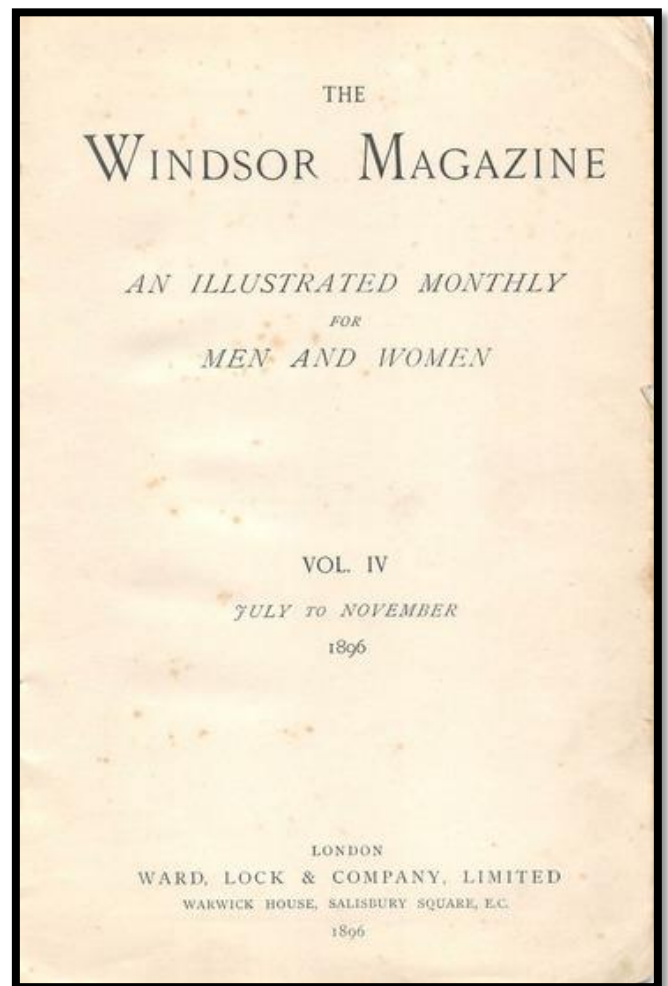 THE
WINDSOR MAGAZINE
AN ILLUSTRATED MONTHLY
FOR
MEN AND WOMEN
VOL. IV
JULY TO NOVEMBER
1896
LONDON
WARD, LOCK & COMPANY, LIMITED
WARWICK HOUSE, SALISBURY SQUARE, E.C.
1896